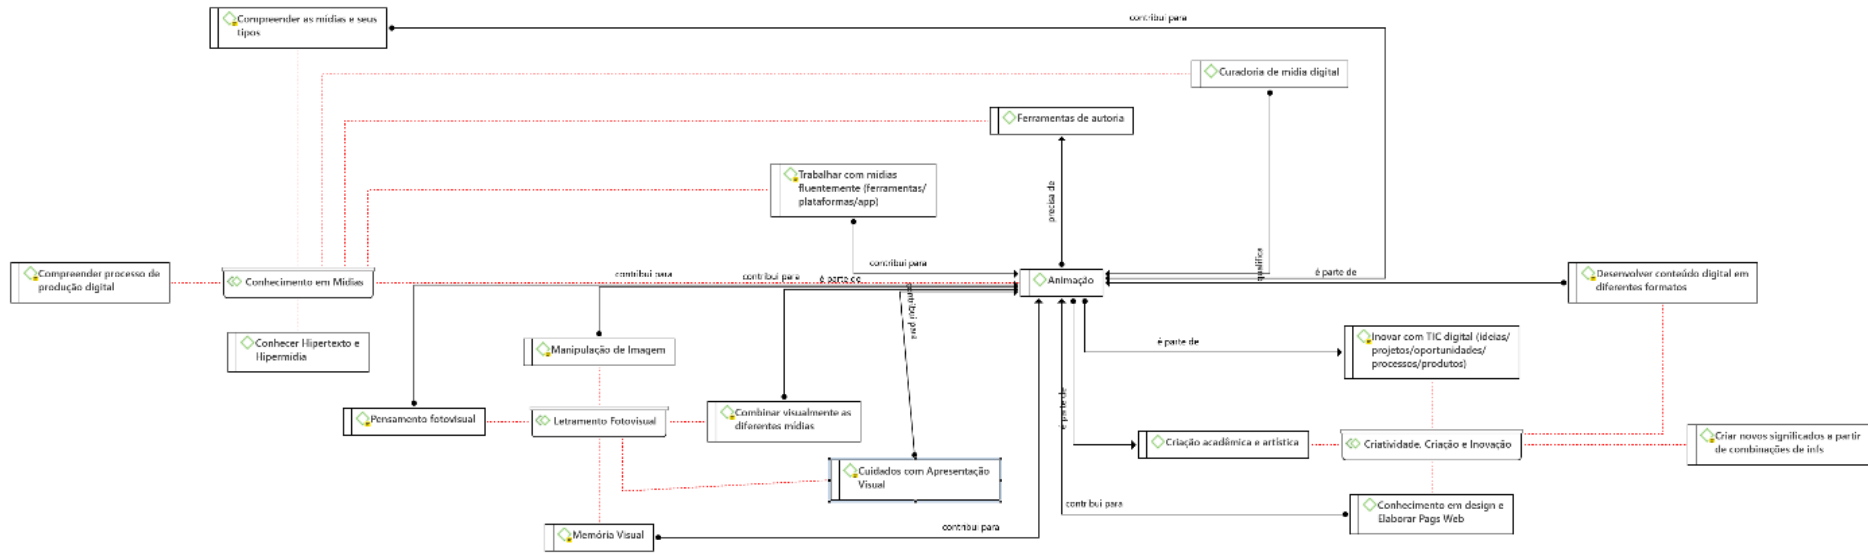 Compreender as mídias e seus
tipos
contribui para
Curadoria de mídia digital
Ferramentas de autoria
Trabalhar com mídias
fluentemente (ferramentas/
plataformas/app)
precisa de
contribui para
qualifica
é parte de
Compreender processo de
produção digital
Conhecimento em Mídias
contribui para
contribui para
é parte de
Animação
Desenvolver conteúdo digital em
diferentes formatos
contribui para
Conhecer Hipertexto e
Hipermídia
Manipulação de Imagem
é parte de
Inovar com TIC digital (ideias/
projetos/oportunidades/
processos/produtos)
Pensamento fotovisual
Letramento Fotovisual
Combinar visualmente as
diferentes mídias
é parte de
Criação acadêmica e artística
Criatividade, Criação e Inovação
Criar novos significados a partir
de combinações de infs
Cuidados com Apresentação
Visual
contribui para
Conhecimento em design e
Elaborar Pags Web
Memória Visual
contribui para